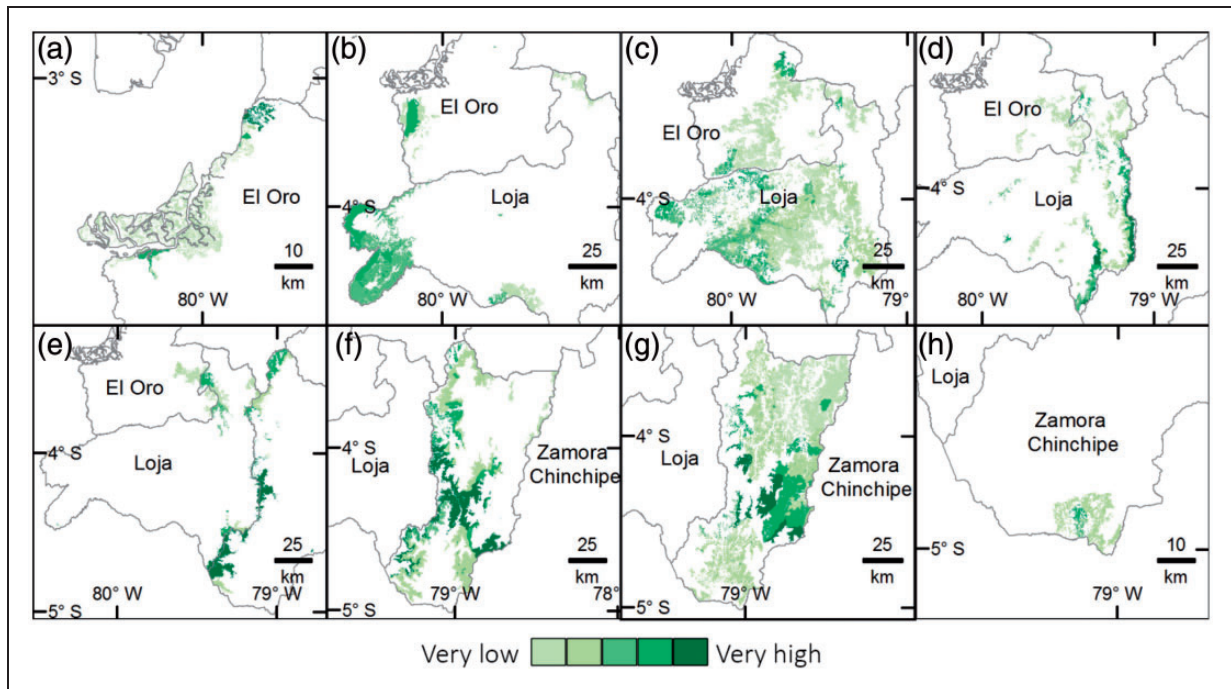 (a)
3° S
El Oro
10
km
80° W
(b)
El Oro
4° S
Loja
25
km
80° W
(c)
El Oro
4° S
Loja
25
km
80° W
79°
(d)
El Oro
4° S
Loja
25
km
80° W
79° W
(e)
El Oro
4° S
Loja
25
km
5° S
80° W
79° W
(f)
4° S
Loja
Zamora
Chinchipe
25
km
79° W
5° S
78°
(g)
4° S
Loja
Zamora
Chinchipe
25
km
79° W
5° S
(h)
Loja
Zamora
Chinchipe
5° S
10
km
79° W
Very low
Very high